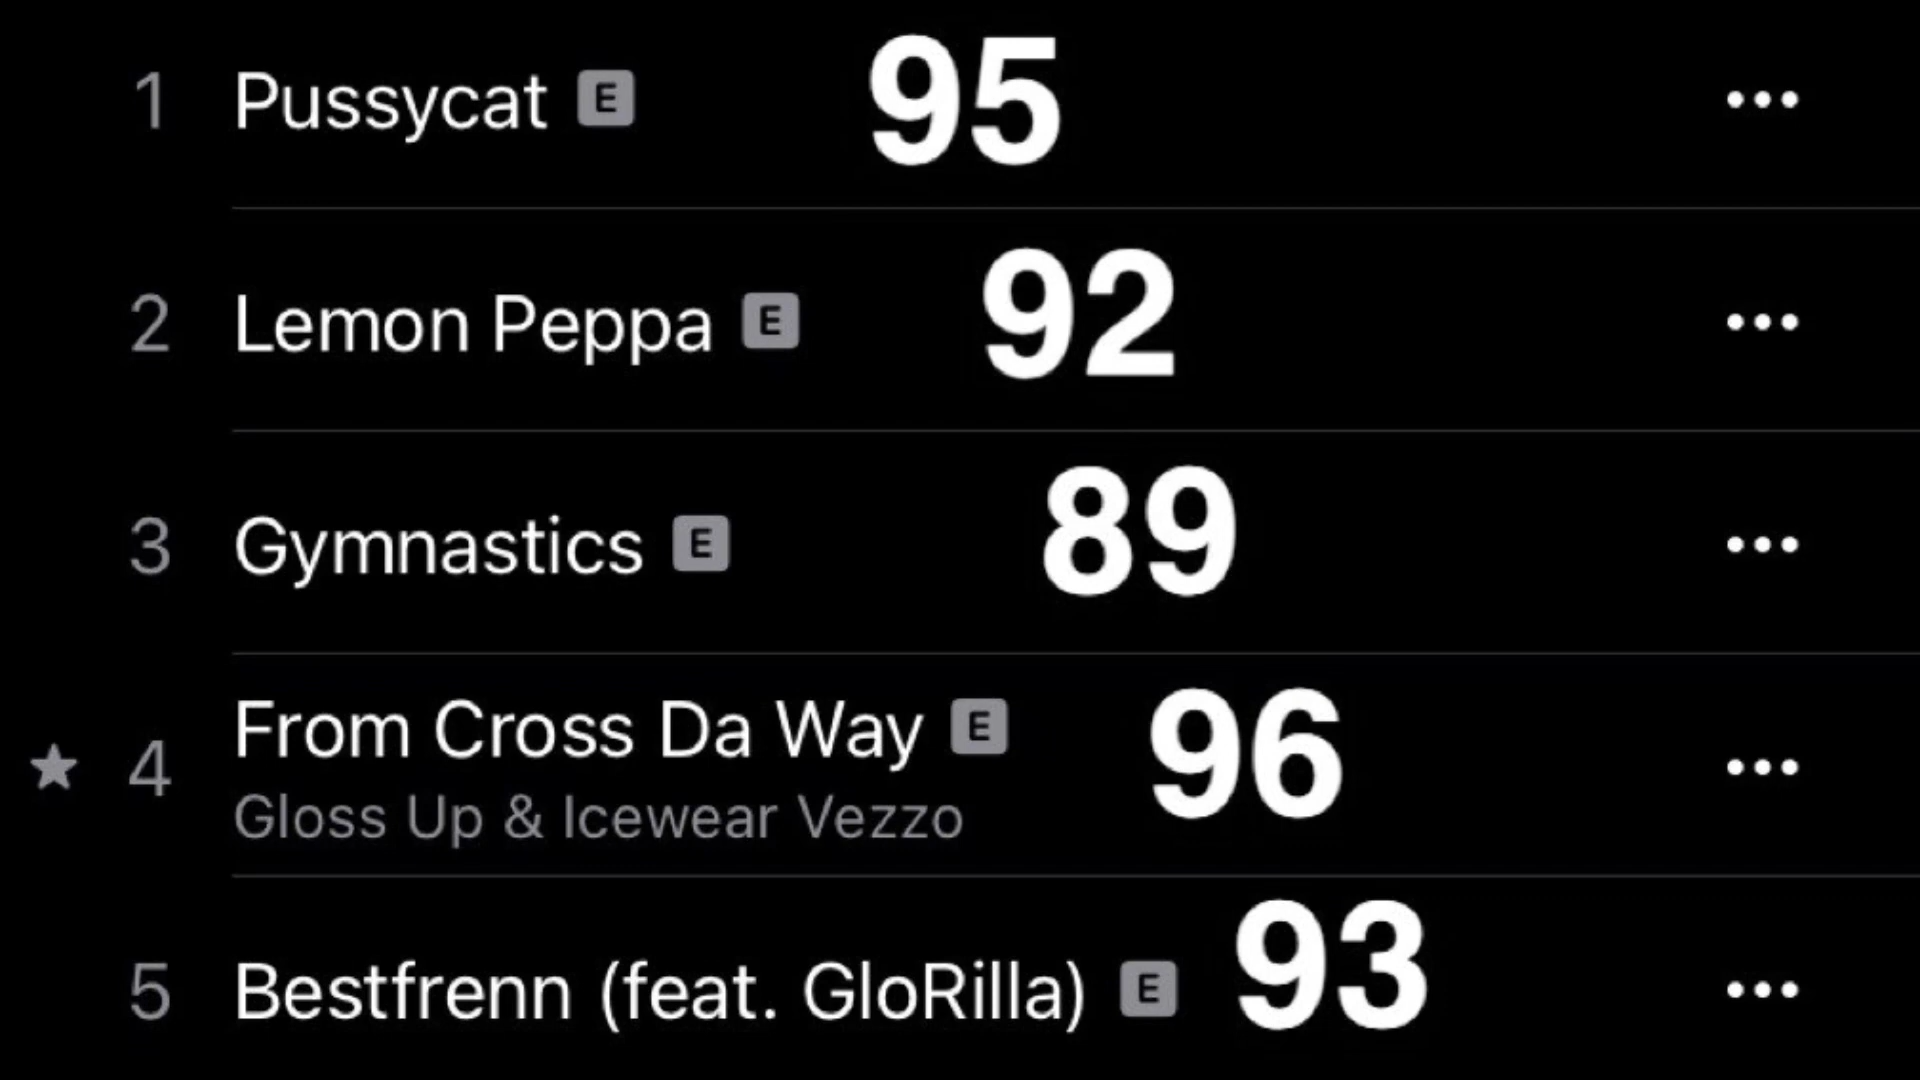 1 Pussycat E 95
2 Lemon Peppa E 92
3 Gymnastics E 89
4 From Cross Da Way E 96
Gloss Up & Icewear Vezzo
5 Bestfrenn (feat. GloRilla) E 93